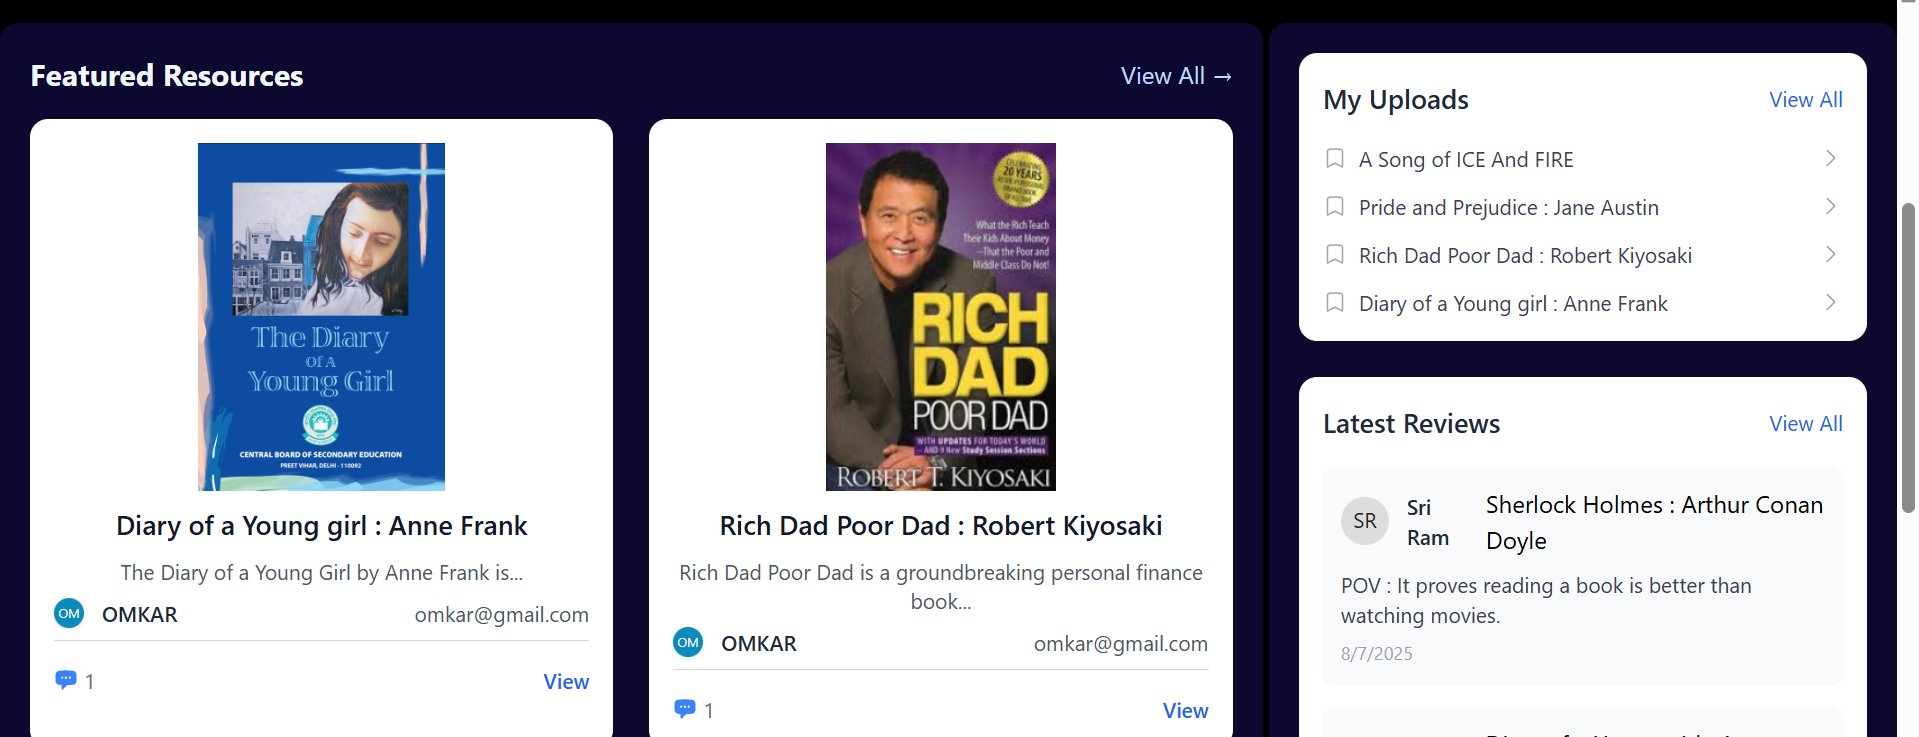 Featured Resources
View All →
The Diary
OF A
Young Girl
CENTRAL BOARD OF SECONDARY EDUCATION
PREET VIHAR, DELHI - 110092
Diary of a Young girl : Anne Frank
The Diary of a Young Girl by Anne Frank is...
OM OMKAR omkar@gmail.com
1 View
CELEBRATING
20 YEARS
What the Rich Teach
Their Kids About Money
–That the Poor and
Middle Class Do Not!
RICH
DAD
POOR DAD
WITH UPDATES FOR TODAY'S WORLD
– AND 9 New Study Session Sections
ROBERT T. KIYOSAKI
Rich Dad Poor Dad : Robert Kiyosaki
Rich Dad Poor Dad is a groundbreaking personal finance
book...
OM OMKAR omkar@gmail.com
1 View
My Uploads View All
A Song of ICE And FIRE
Pride and Prejudice : Jane Austin
Rich Dad Poor Dad : Robert Kiyosaki
Diary of a Young girl : Anne Frank
Latest Reviews View All
SR
Sri
Ram
Sherlock Holmes : Arthur Conan
Doyle
POV : It proves reading a book is better than
watching movies.
8/7/2025